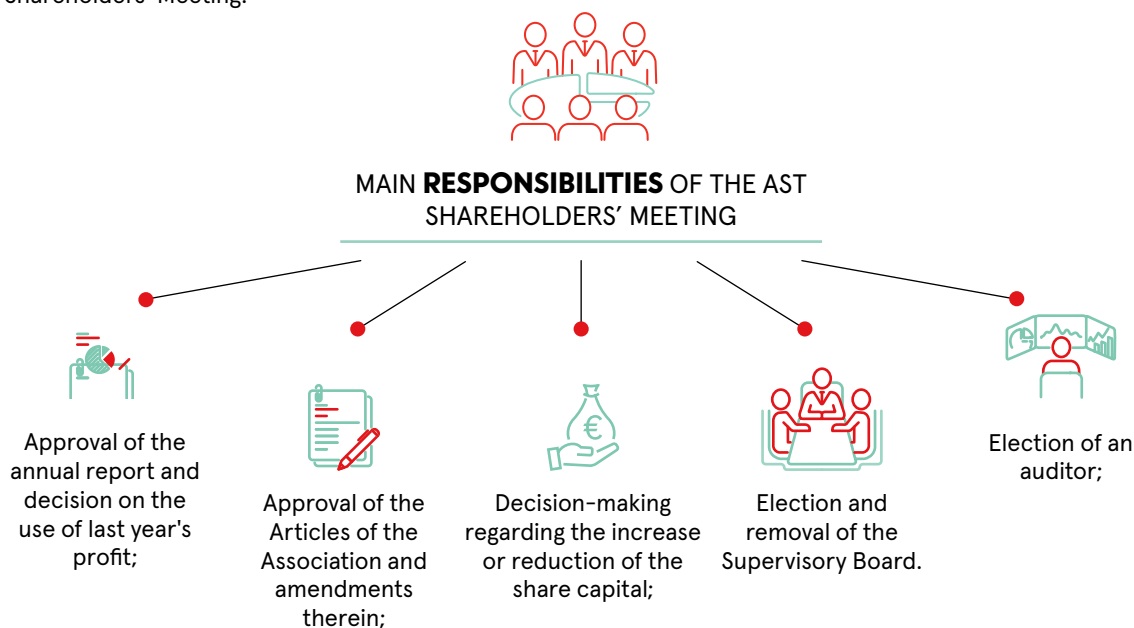 Shareholders' Meeting.
MAIN RESPONSIBILITIES OF THE AST
SHAREHOLDERS' MEETING
Approval of the
annual report and
decision on the
use of last year's
profit;
Approval of the
Articles of the
Association and
amendments
therein;
€
Decision-making
regarding the increase
or reduction of the
share capital;
Election and
removal of the
Supervisory Board.
Election of an
auditor;